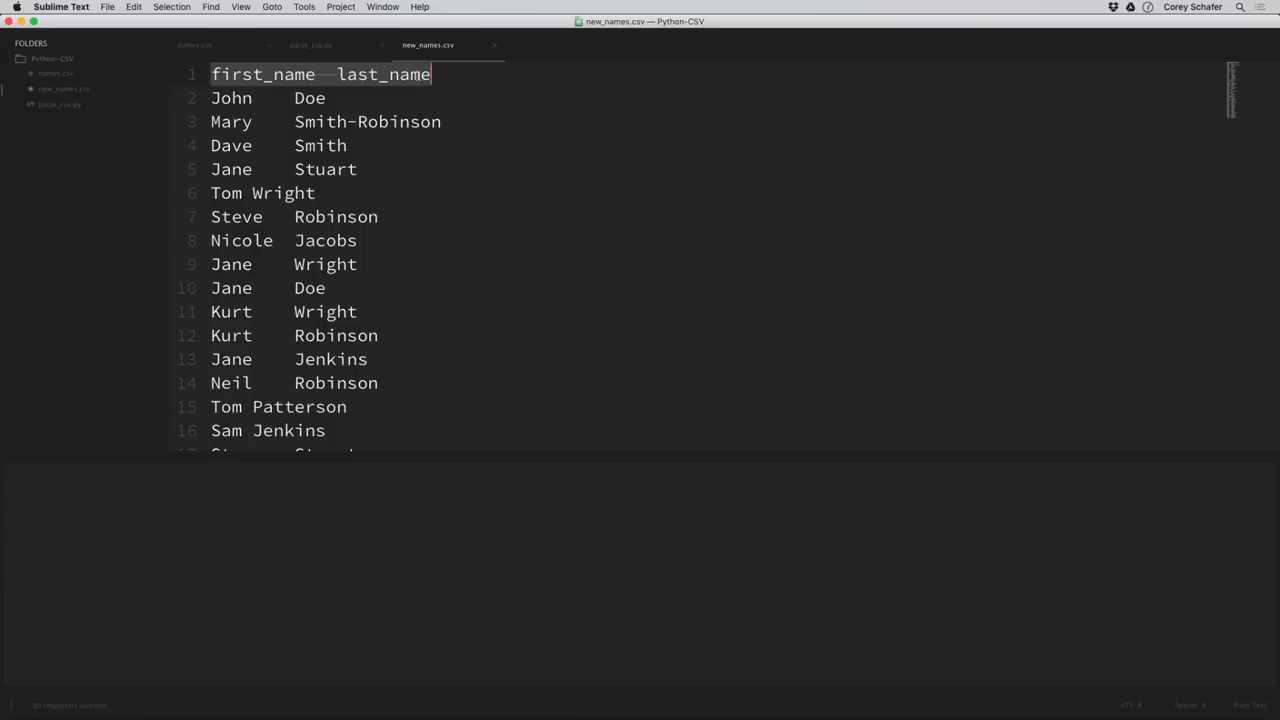 Sublime Text File Edit Selection Find View Goto Tools Project Window Help Corey Schafer
new_names.csv — Python-CSV
FOLDERS
Python-CSV
names.csv
new_names.csv
parse_csv.py
names.csv parse_csv.py new_names.csv
1 first_name last_name
2 John Doe
3 Mary Smith-Robinson
4 Dave Smith
5 Jane Stuart
6 Tom Wright
7 Steve Robinson
8 Nicole Jacobs
9 Jane Wright
10 Jane Doe
11 Kurt Wright
12 Kurt Robinson
13 Jane Jenkins
14 Neil Robinson
15 Tom Patterson
16 Sam Jenkins
20 characters selected UTF-8 Spaces: 4 Plain Text